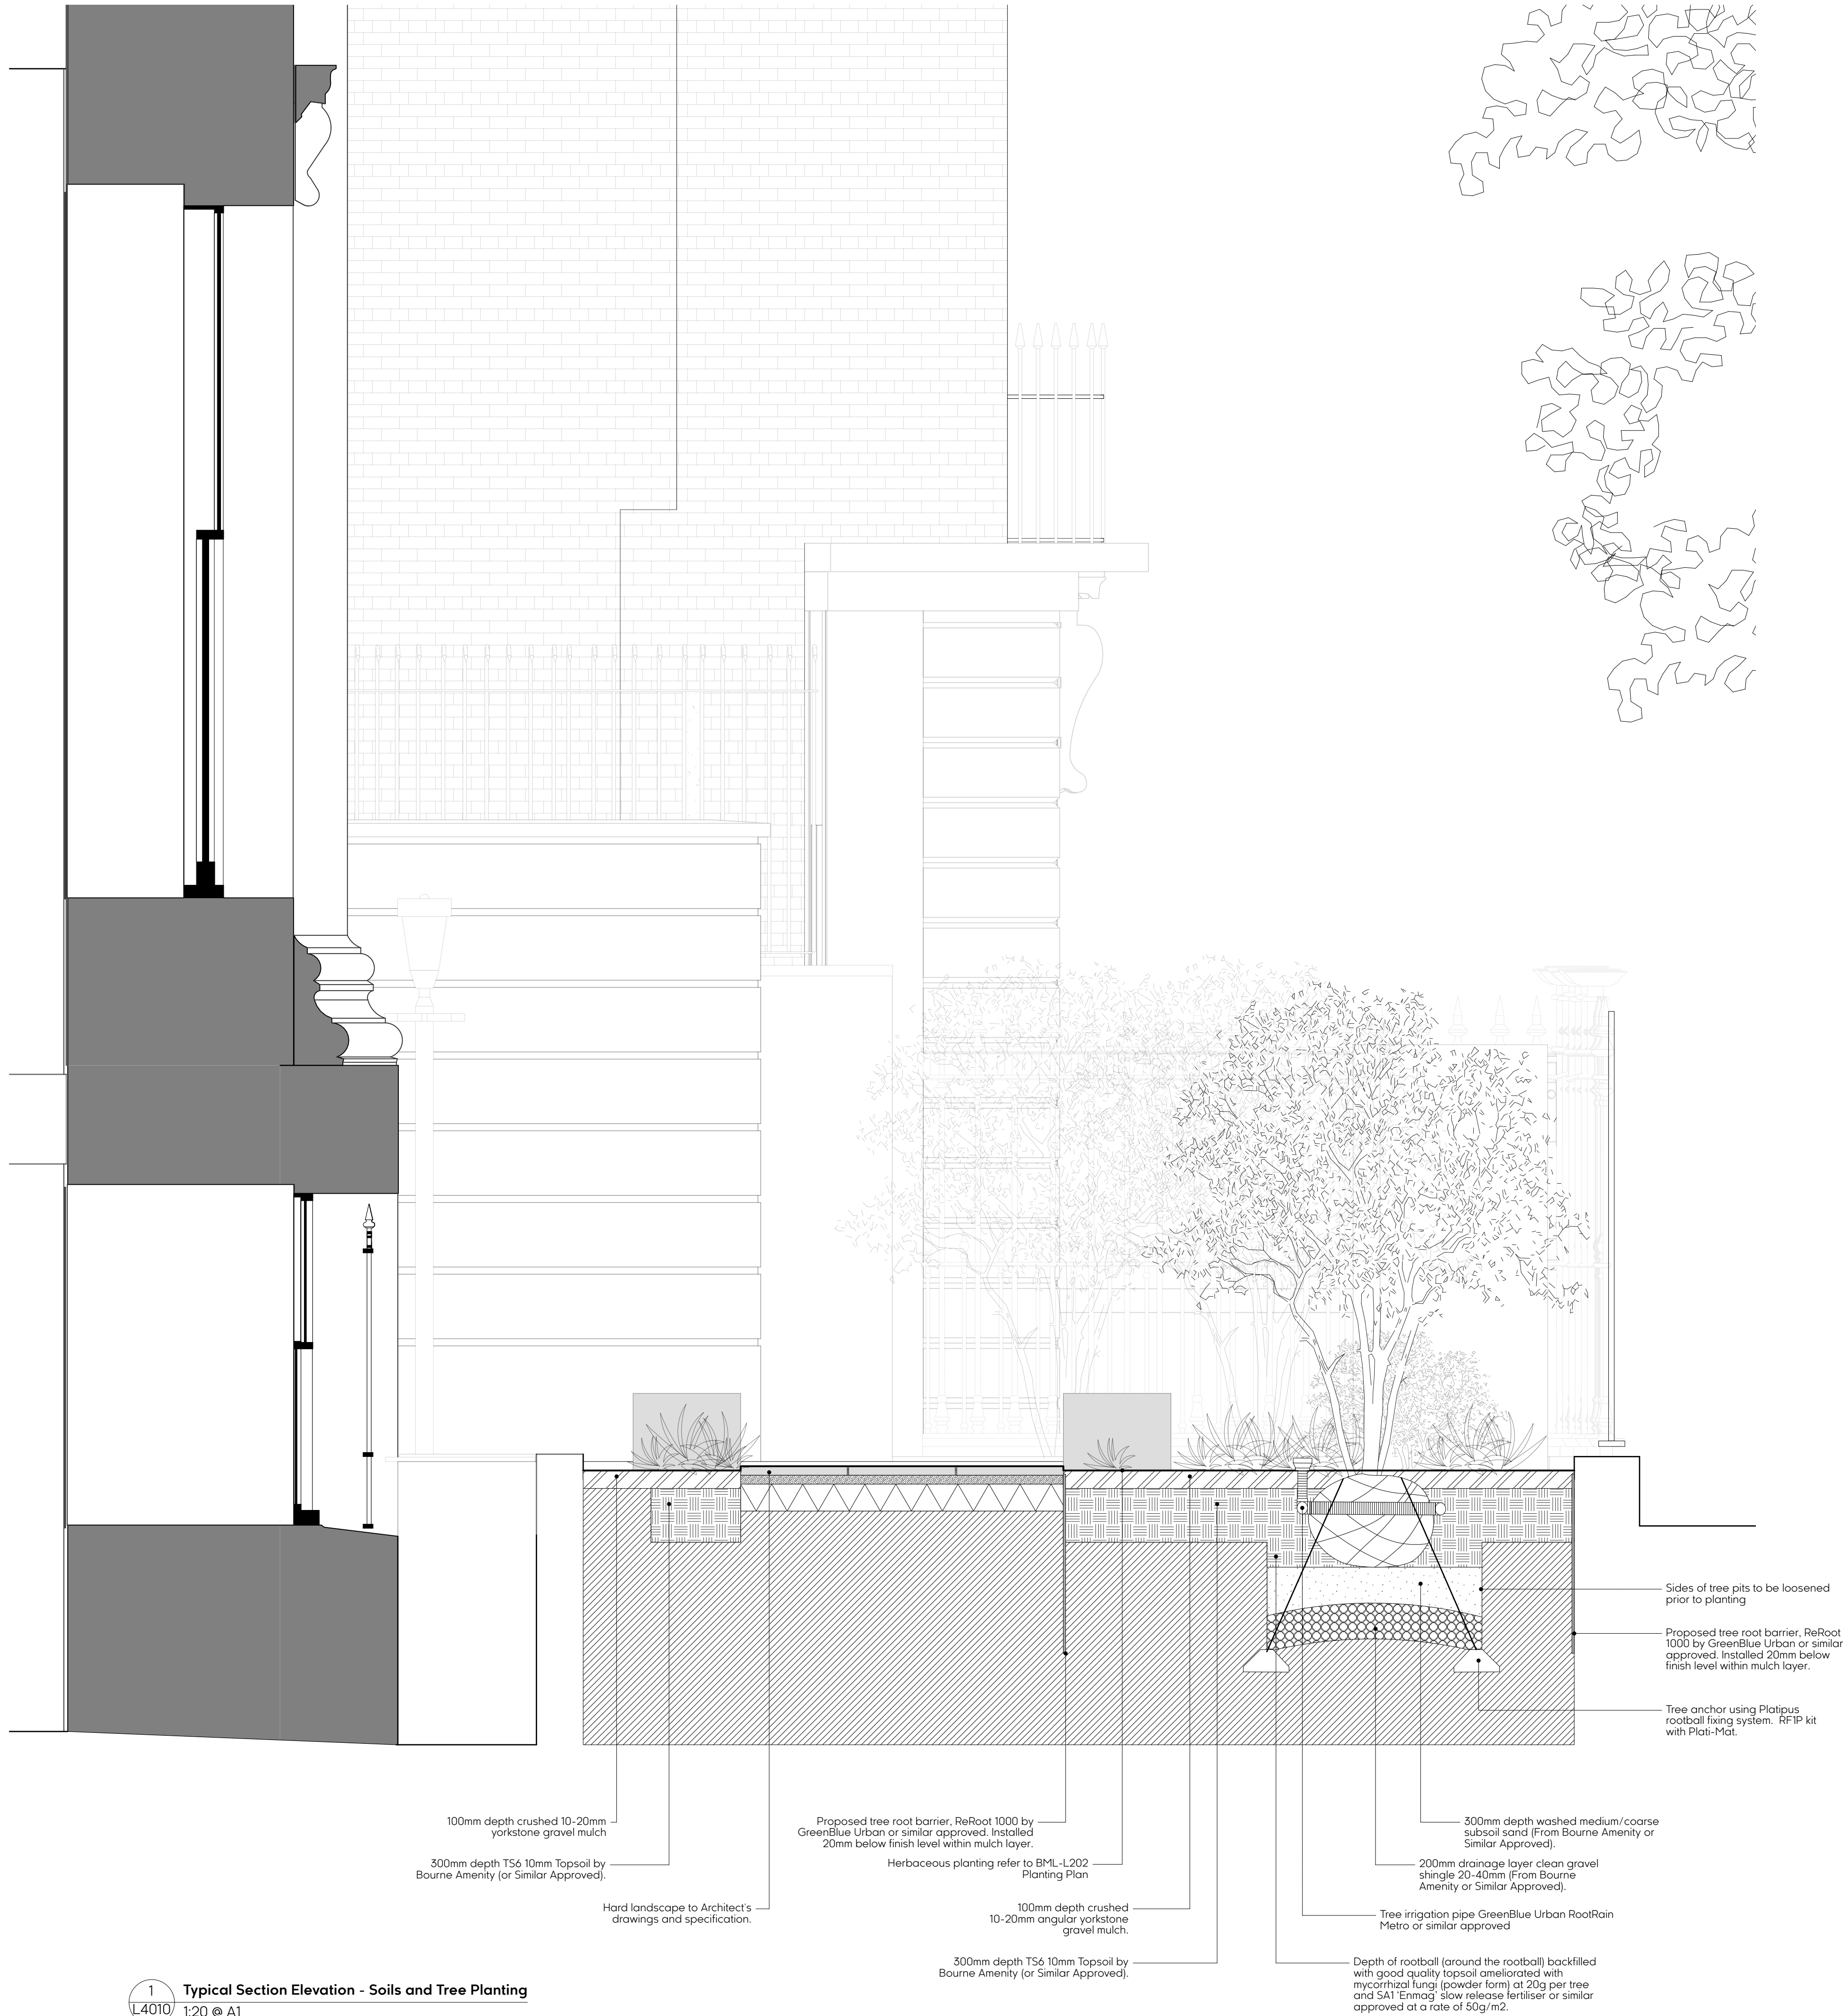 Sides of tree pits to be loosened
prior to planting
Proposed tree root barrier, ReRoot
1000 by GreenBlue Urban or similar
approved. Installed 20mm below
finish level within mulch layer.
Tree anchor using Platipus
rootball fixing system. RF1P kit
with Plati-Mat.
100mm depth crushed 10-20mm
yorkstone gravel mulch
300mm depth TS6 10mm Topsoil by
Bourne Amenity (or Similar Approved).
Hard landscape to Architect's
drawings and specification.
Proposed tree root barrier, ReRoot 1000 by
GreenBlue Urban or similar approved. Installed
20mm below finish level within mulch layer.
Herbaceous planting refer to BML-L202
Planting Plan
100mm depth crushed
10-20mm angular yorkstone
gravel mulch.
300mm depth TS6 10mm Topsoil by
Bourne Amenity (or Similar Approved).
300mm depth washed medium/coarse
subsoil sand (From Bourne Amenity or
Similar Approved).
200mm drainage layer clean gravel
shingle 20-40mm (From Bourne
Amenity or Similar Approved).
Tree irrigation pipe GreenBlue Urban RootRain
Metro or similar approved
Depth of rootball (around the rootball) backfilled
with good quality topsoil ameliorated with
mycorrhizal fungi (powder form) at 20g per tree
and SA1 'Enmag' slow release fertiliser or similar
approved at a rate of 50g/m2.
1
L4010
Typical Section Elevation - Soils and Tree Planting
1:20 @ A1